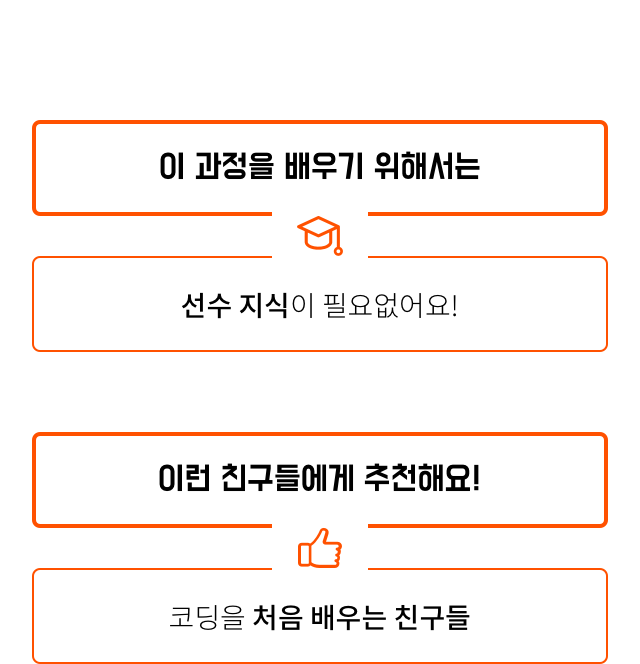 이 과정을 배우기 위해서는
선수 지식이 필요없어요!
이런 친구들에게 추천해요!
코딩을 처음 배우는 친구들